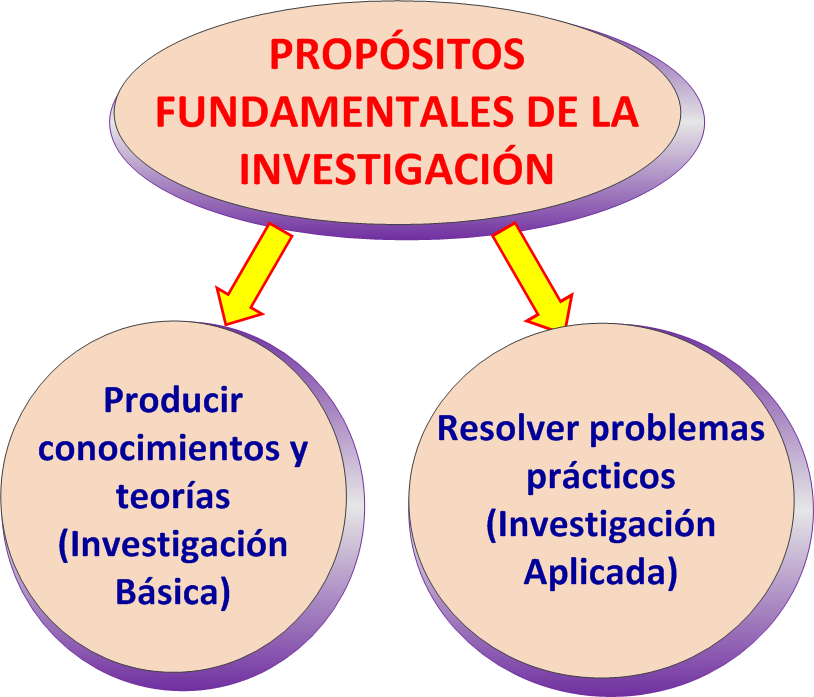 PROPÓSITOS
FUNDAMENTALES DE LA
INVESTIGACIÓN
Producir
conocimientos y
teorías
(Investigación
Básica)
Resolver problemas
prácticos
(Investigación
Aplicada)